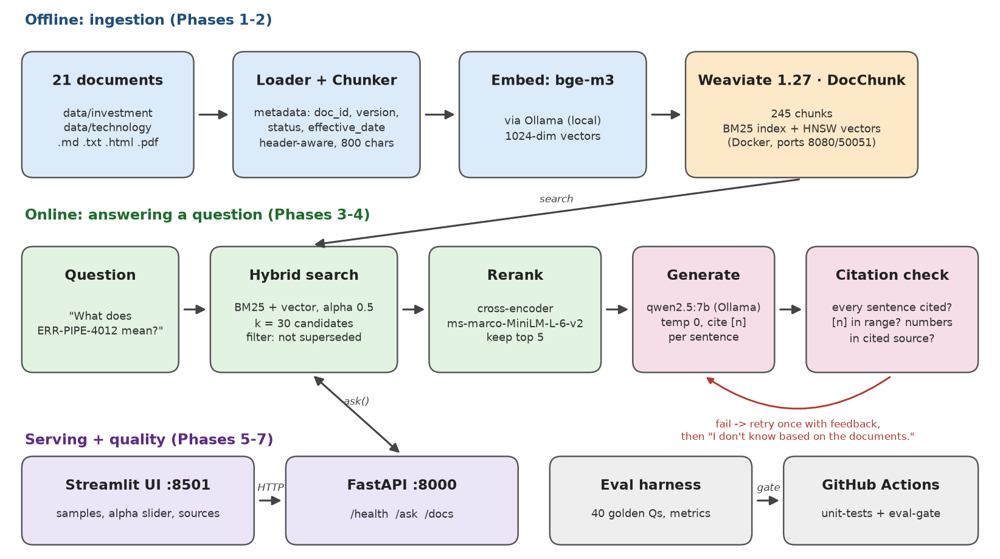 Offline: ingestion (Phases 1-2)
21 documents
data/investment
data/technology
.md .txt .html .pdf
Loader + Chunker
metadata: doc_id, version,
status, effective_date
header-aware, 800 chars
Embed: bge-m3
via Ollama (local)
1024-dim vectors
Weaviate 1.27 · DocChunk
245 chunks
BM25 index + HNSW vectors
(Docker, ports 8080/50051)
search
Online: answering a question (Phases 3-4)
Question
"What does
ERR-PIPE-4012 mean?"
Hybrid search
BM25 + vector, alpha 0.5
k = 30 candidates
filter: not superseded
Rerank
cross-encoder
ms-marco-MiniLM-L-6-v2
keep top 5
Generate
qwen2.5:7b (Ollama)
temp 0, cite [n]
per sentence
Citation check
every sentence cited?
[n] in range? numbers
in cited source?
ask()
fail -> retry once with feedback,
then "I don't know based on the documents."
Serving + quality (Phases 5-7)
Streamlit UI :8501
samples, alpha slider, sources
HTTP
FastAPI :8000
/health  /ask  /docs
Eval harness
40 golden Qs, metrics
gate
GitHub Actions
unit-tests + eval-gate